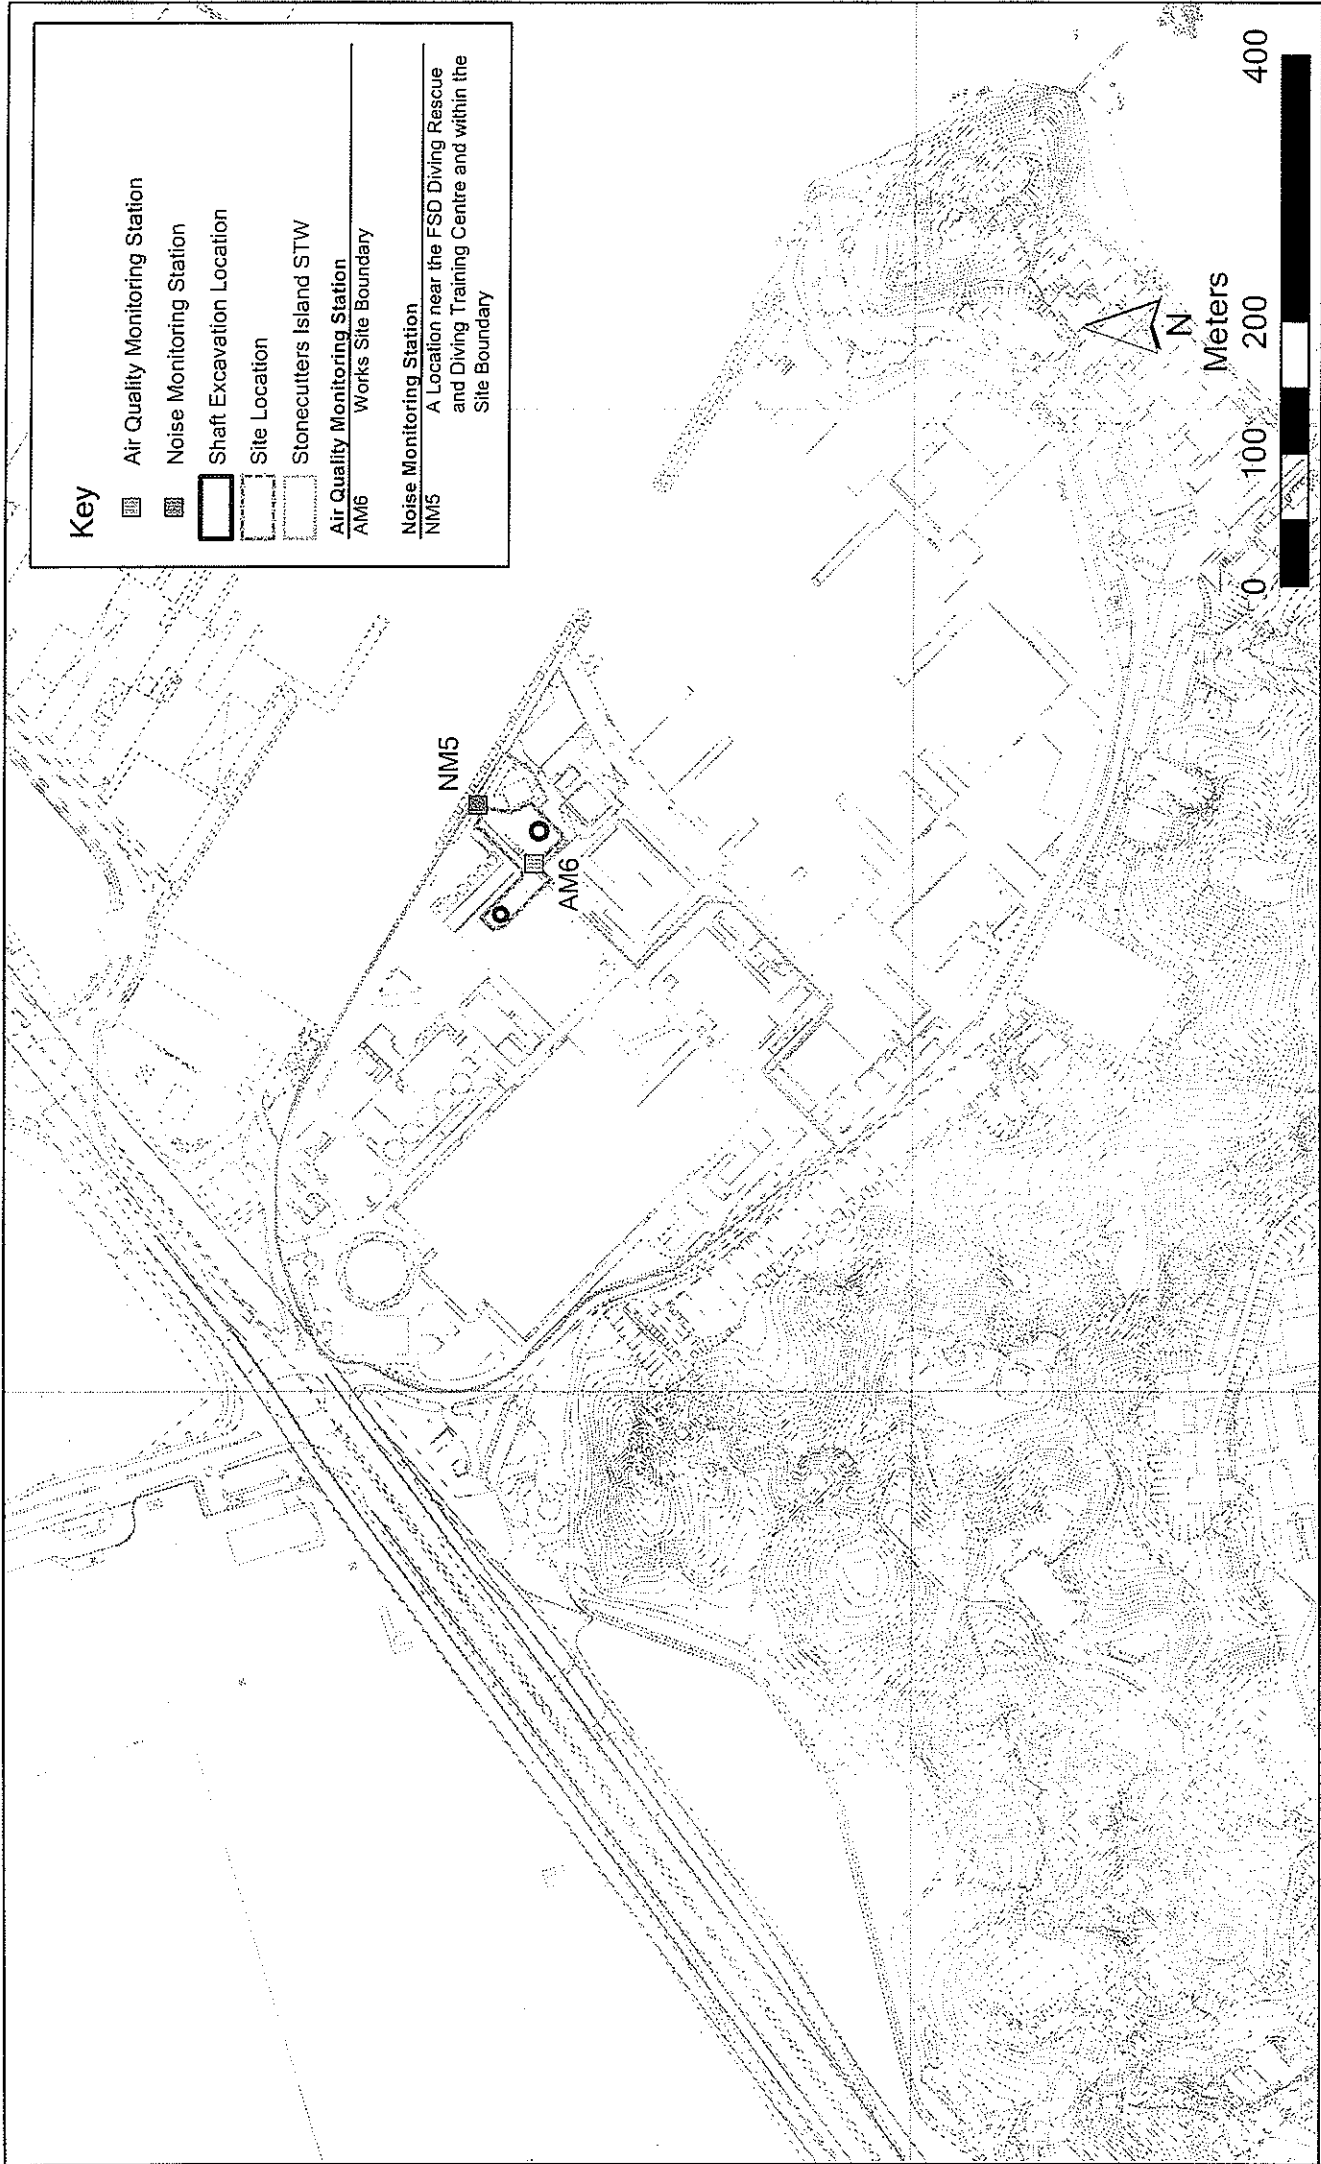 Key
Air Quality Monitoring Station
Noise Monitoring Station
Shaft Excavation Location
Site Location
Stonecutters Island STW
Air Quality Monitoring Station
AM6 Works Site Boundary
Noise Monitoring Station
NM5 A Location near the FSD Diving Rescue
and Diving Training Centre and within the
Site Boundary
NM5
AM6
N
Meters
0 100 200 400